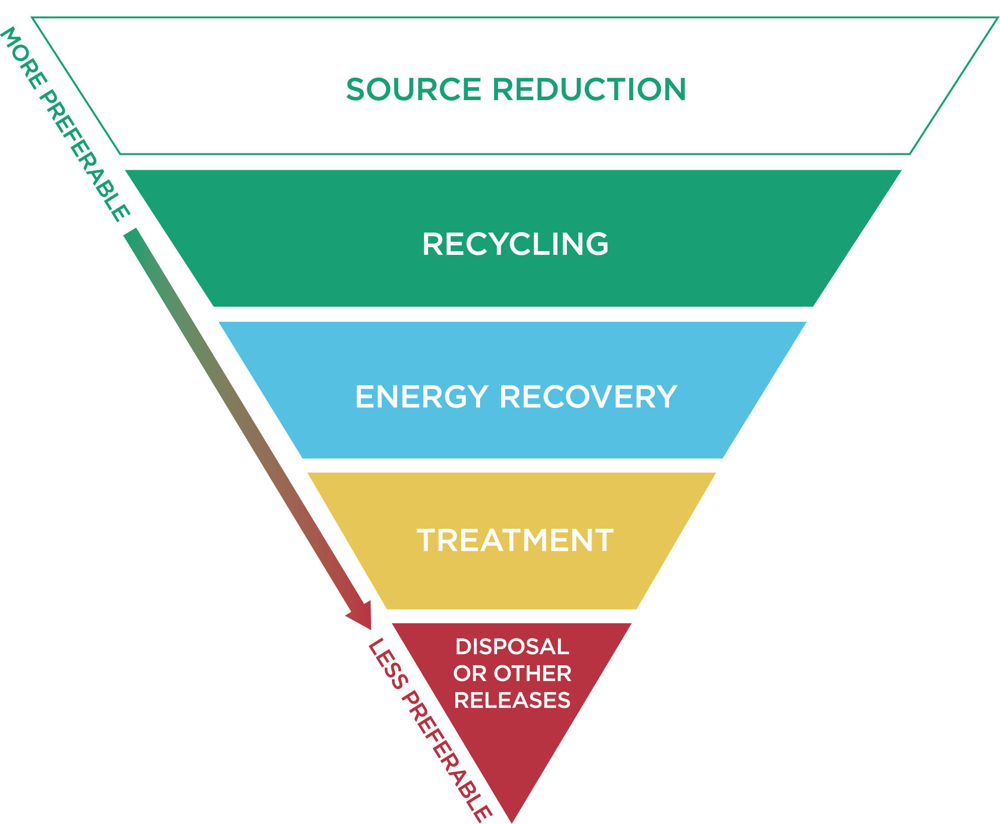 MORE PREFERABLE
SOURCE REDUCTION
RECYCLING
ENERGY RECOVERY
TREATMENT
DISPOSAL
OR OTHER
RELEASES
LESS PREFERABLE